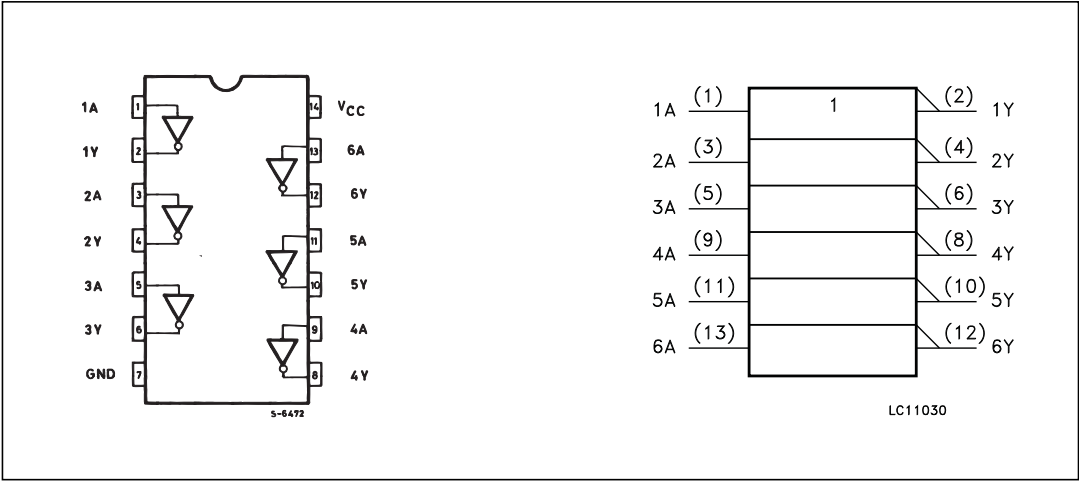 1A 1 14 VCC
1Y 2 13 6A
2A 3 12 6Y
2Y 4 11 5A
3A 5 10 5Y
3Y 6 9 4A
GND 7 8 4Y
S-6472
1A (1) 1 (2) 1Y
2A (3) (4) 2Y
3A (5) (6) 3Y
4A (9) (8) 4Y
5A (11) (10) 5Y
6A (13) (12) 6Y
LC11030